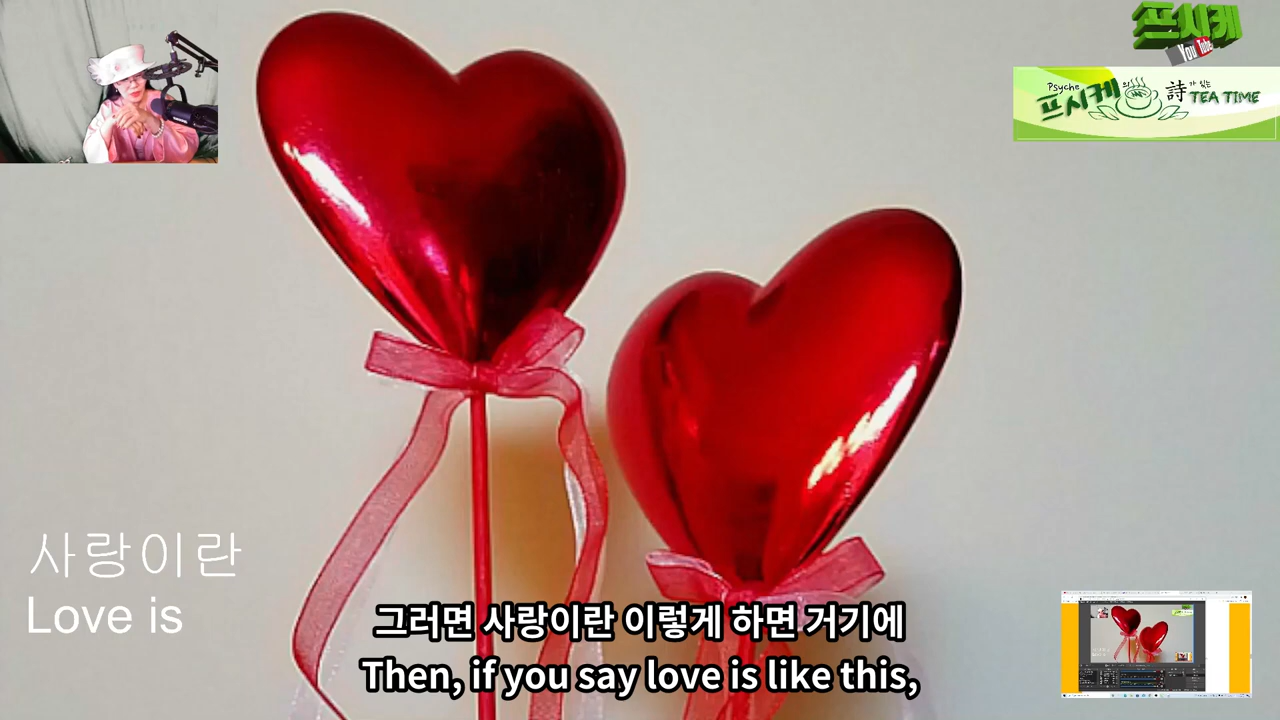 프시케
You Tube
Psyche
프시케의 詩가 있는 TEA TIME
사랑이란
Love is
그러면 사랑이란 이렇게 하면 거기에
Then, if you say love is like this,